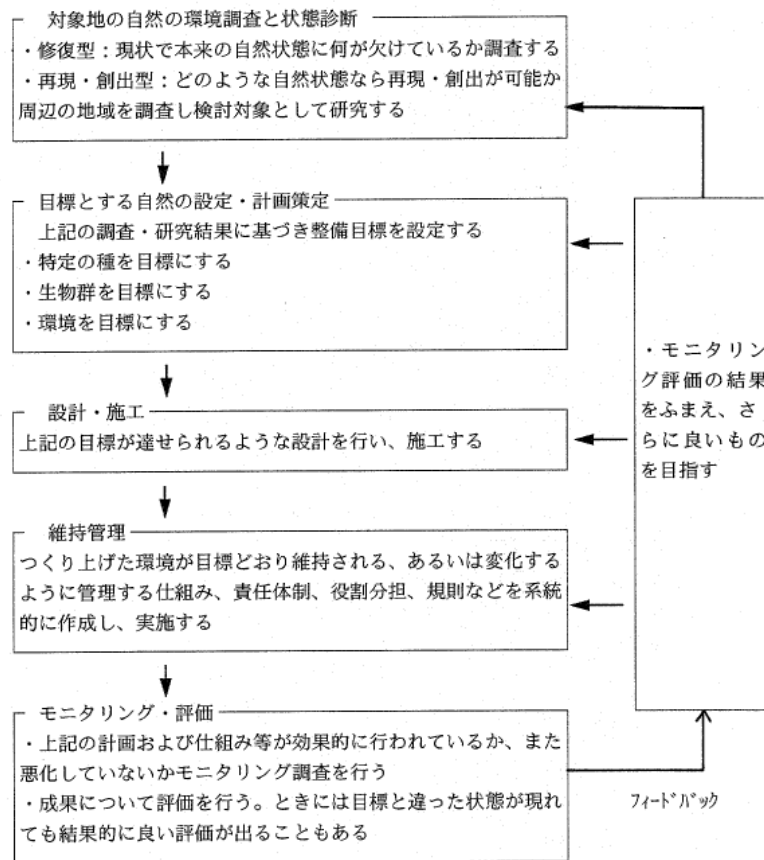 対象地の自然の環境調査と状態診断
・修復型：現状で本来の自然状態に何が欠けているか調査する
・再現・創出型：どのような自然状態なら再現・創出が可能か
周辺の地域を調査し検討対象として研究する
目標とする自然の設定・計画策定
上記の調査・研究結果に基づき整備目標を設定する
・特定の種を目標にする
・生物群を目標にする
・環境を目標にする
設計・施工
上記の目標が達せられるような設計を行い、施工する
維持管理
つくり上げた環境が目標どおり維持される、あるいは変化する
ように管理する仕組み、責任体制、役割分担、規則などを系統
的に作成し、実施する
モニタリング・評価
・上記の計画および仕組み等が効果的に行われているか、また
悪化していないかモニタリング調査を行う
・成果について評価を行う。ときには目標と違った状態が現れ
ても結果的に良い評価が出ることもある
・モニタリン
グ評価の結果
をふまえ、さ
らに良いもの
を目指す
フィードバック